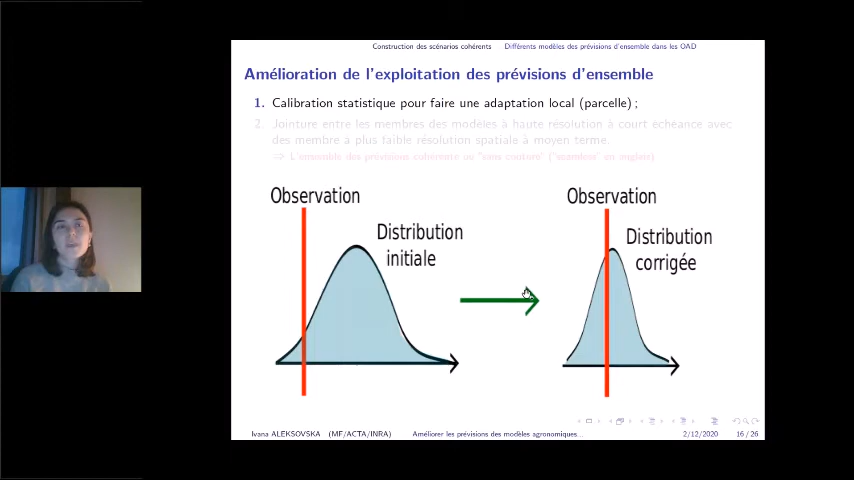 Construction des scénarios cohérents Différents modèles des prévisions d'ensemble dans les OAD
Amélioration de l'exploitation des prévisions d'ensemble
1. Calibration statistique pour faire une adaptation local (parcelle) ;
2. Jointure entre les membres des modèles à haute résolution à court échéance avec
des membre à plus faible résolution spatiale à moyen terme.
⇒ L'ensemble des prévisions cohérente ou "sans couture" ("seamless" en anglais)
Observation
Distribution
initiale
Observation
Distribution
corrigée
Ivana ALEKSOVSKA (MF/ACTA/INRA) Améliorer les prévisions des modèles agronomiques... 2/12/2020 16 / 26